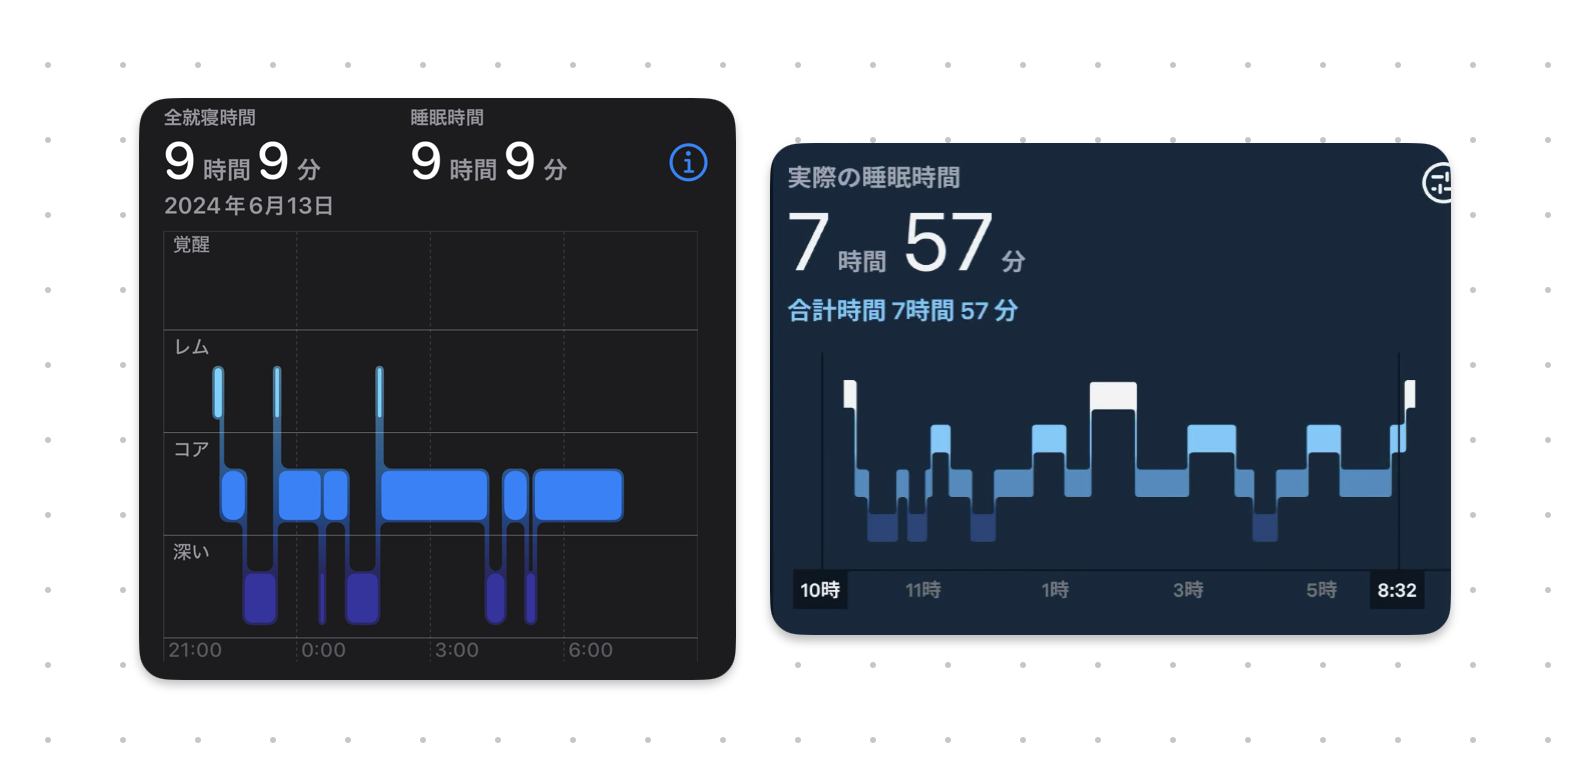 全就寝時間 睡眠時間
9 時間 9 分 9 時間 9 分
2024年6月13日
覚醒
レム
コア
深い
21:00 0:00 3:00 6:00
実際の睡眠時間
7 時間 57 分
合計時間 7時間 57 分
10時 11時 1時 3時 5時 8:32